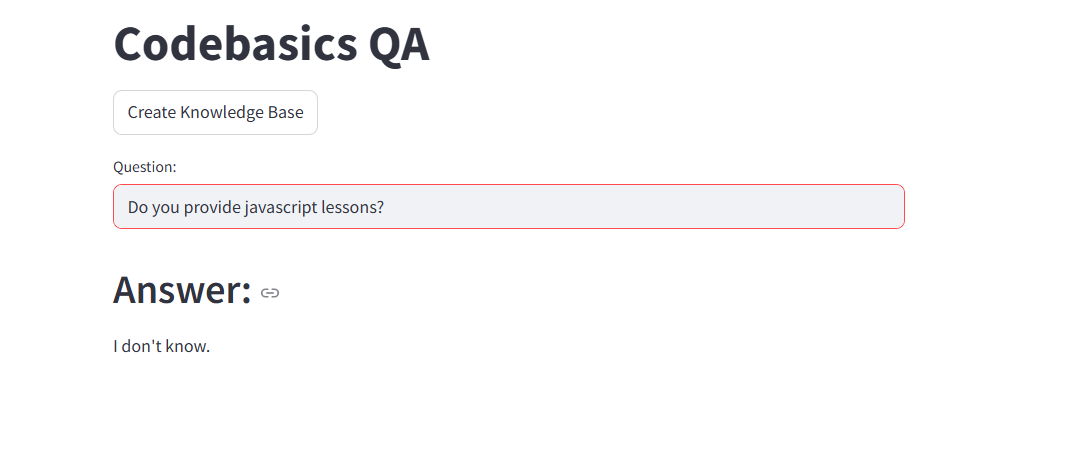 Codebasics QA
Create Knowledge Base
Question:
Do you provide javascript lessons?
Answer:
I don't know.